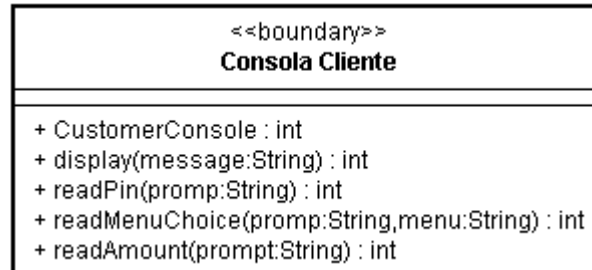 <<boundary>>
Consola Cliente
+ CustomerConsole : int
+ display(message:String) : int
+ readPin(promp:String) : int
+ readMenuChoice(promp:String,menu:String) : int
+ readAmount(prompt:String) : int